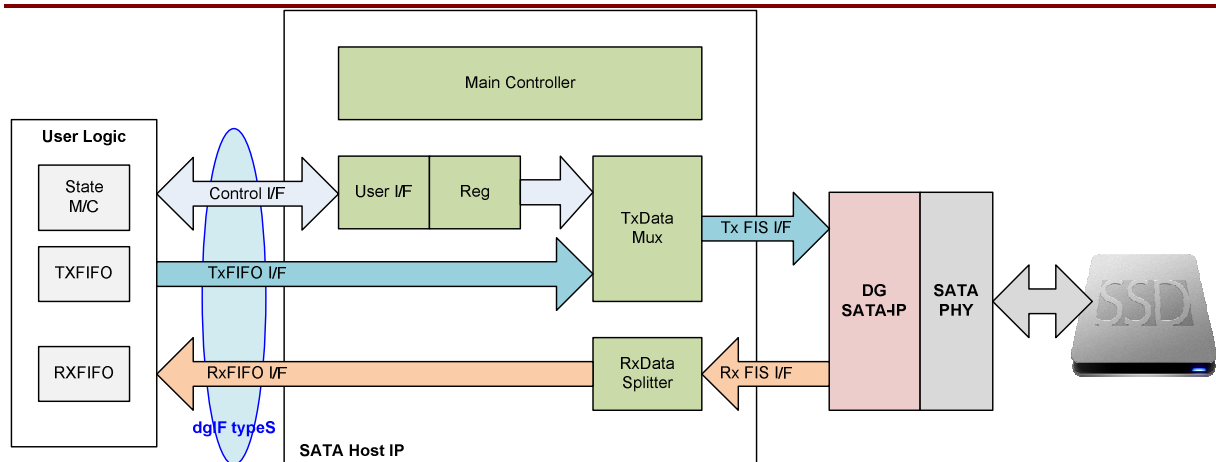 Main Controller
User Logic
State
M/C
Control I/F
User I/F
Reg
TxData
Mux
Tx FIS I/F
TXFIFO
TxFIFO I/F
DG
SATA-IP
SATA
PHY
SSD
RXFIFO
RxFIFO I/F
RxData
Splitter
Rx FIS I/F
dgIF typeS
SATA Host IP